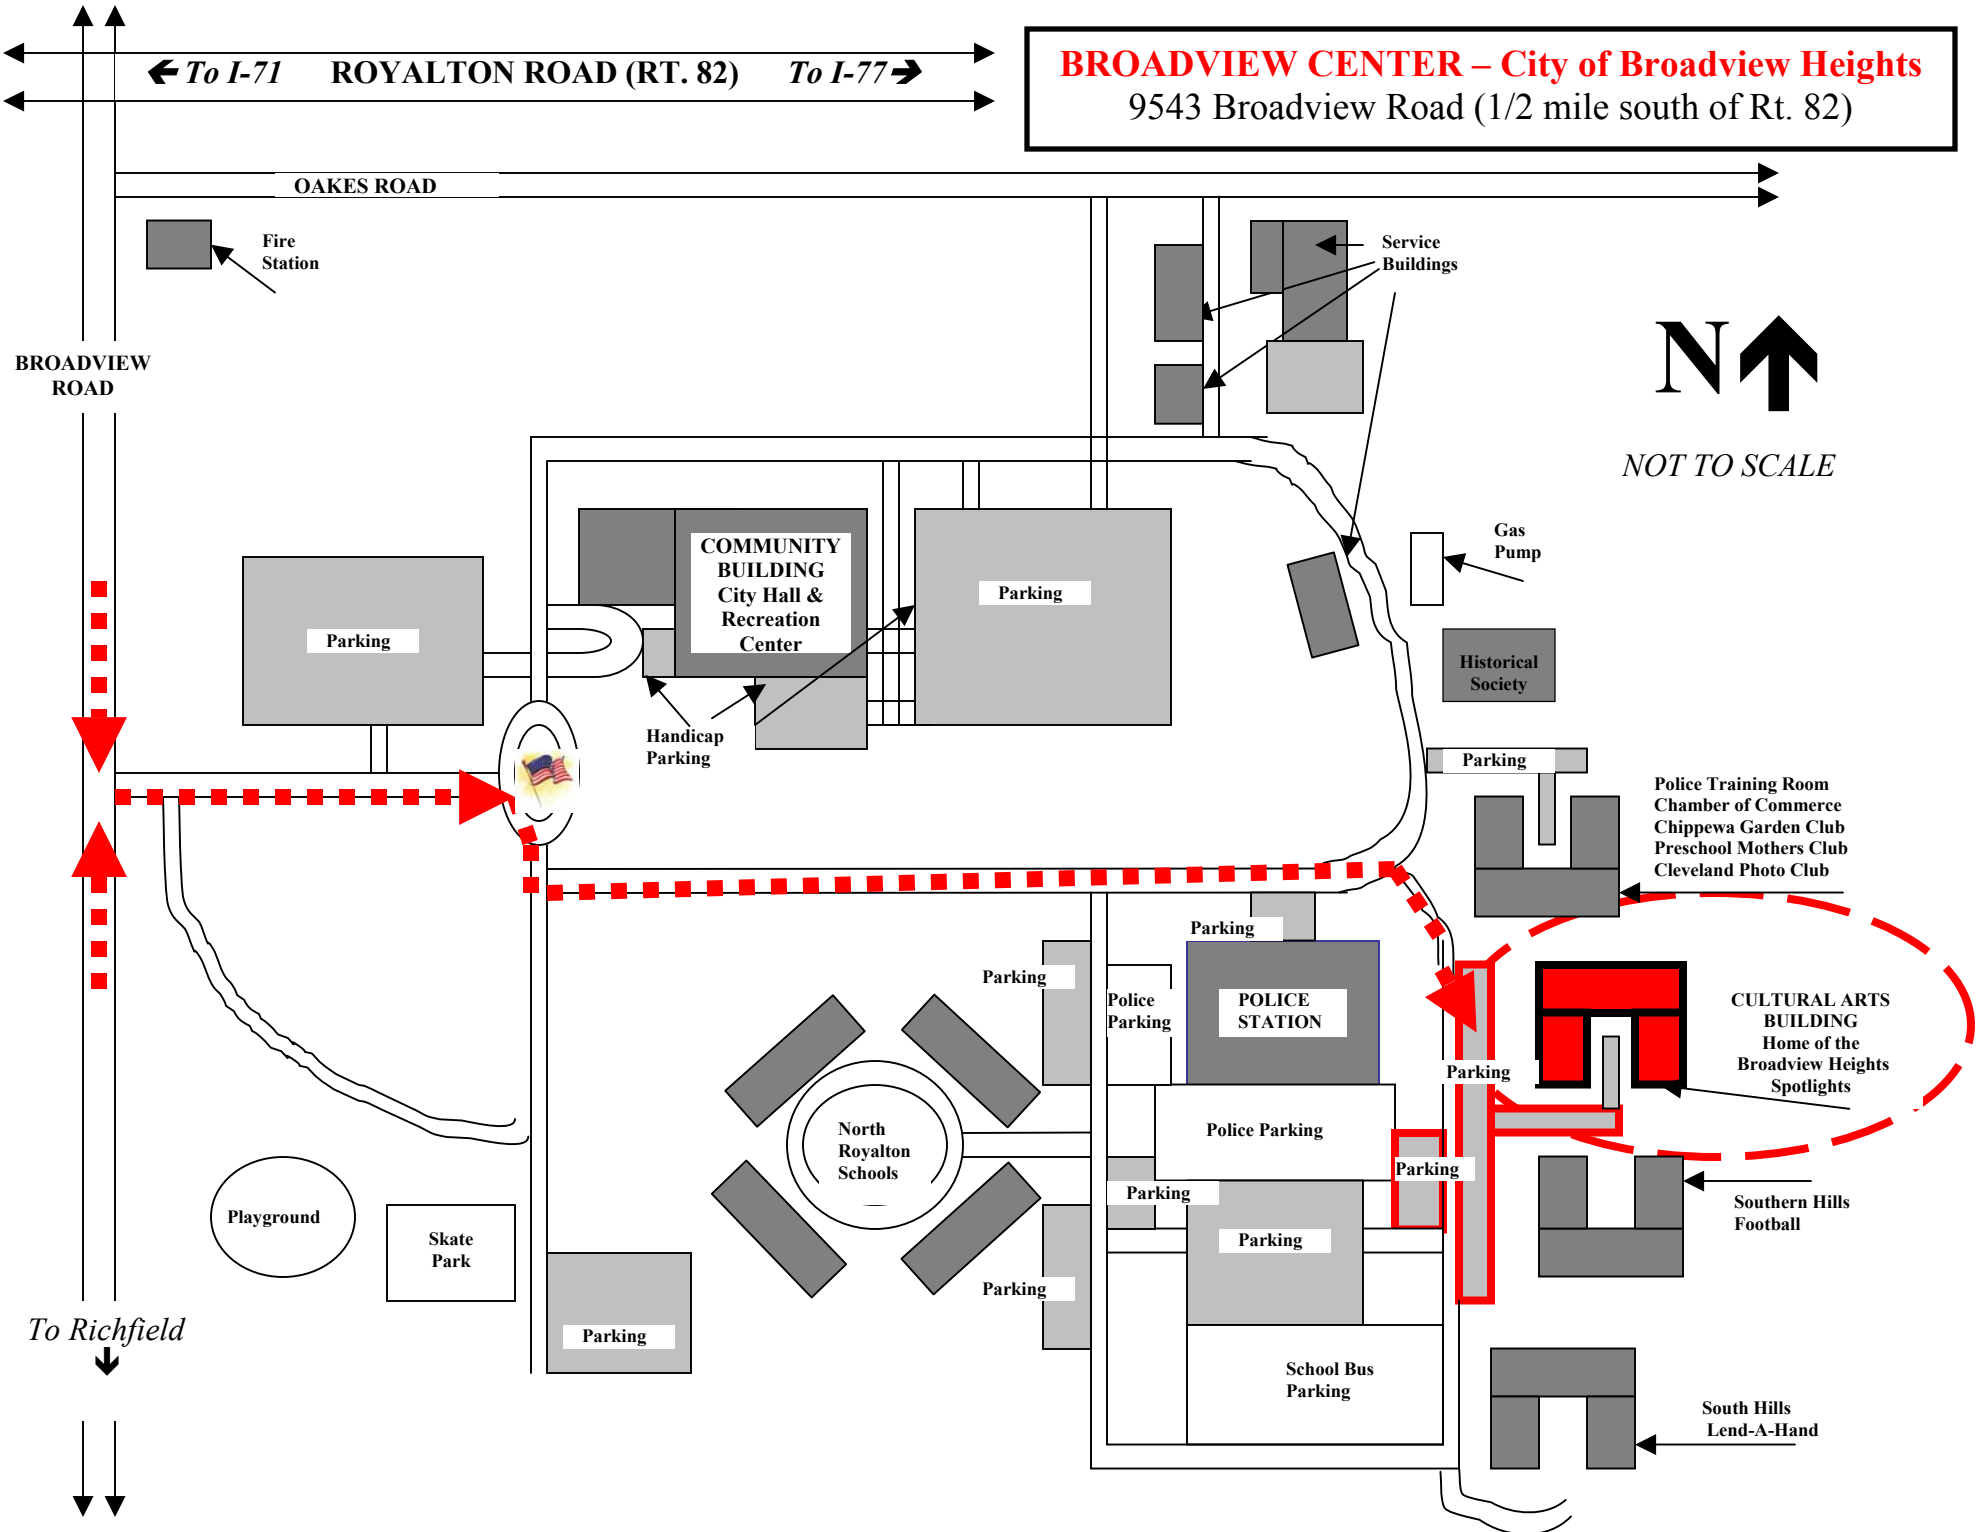 ← To I-71 ROYALTON ROAD (RT. 82) To I-77 →
BROADVIEW CENTER – City of Broadview Heights
9543 Broadview Road (1/2 mile south of Rt. 82)
OAKES ROAD
Fire
Station
Service
Buildings
BROADVIEW
ROAD
N
NOT TO SCALE
COMMUNITY
BUILDING
City Hall &
Recreation
Center
Parking
Parking
Gas
Pump
Historical
Society
Handicap
Parking
Parking
Police Training Room
Chamber of Commerce
Chippewa Garden Club
Preschool Mothers Club
Cleveland Photo Club
Parking
Parking
Police
Parking
POLICE
STATION
CULTURAL ARTS
BUILDING
Home of the
Broadview Heights
Spotlights
Parking
North
Royalton
Schools
Police Parking
Parking
Parking
Playground
Skate
Park
Parking
Southern Hills
Football
Parking
Parking
To Richfield
School Bus
Parking
South Hills
Lend-A-Hand